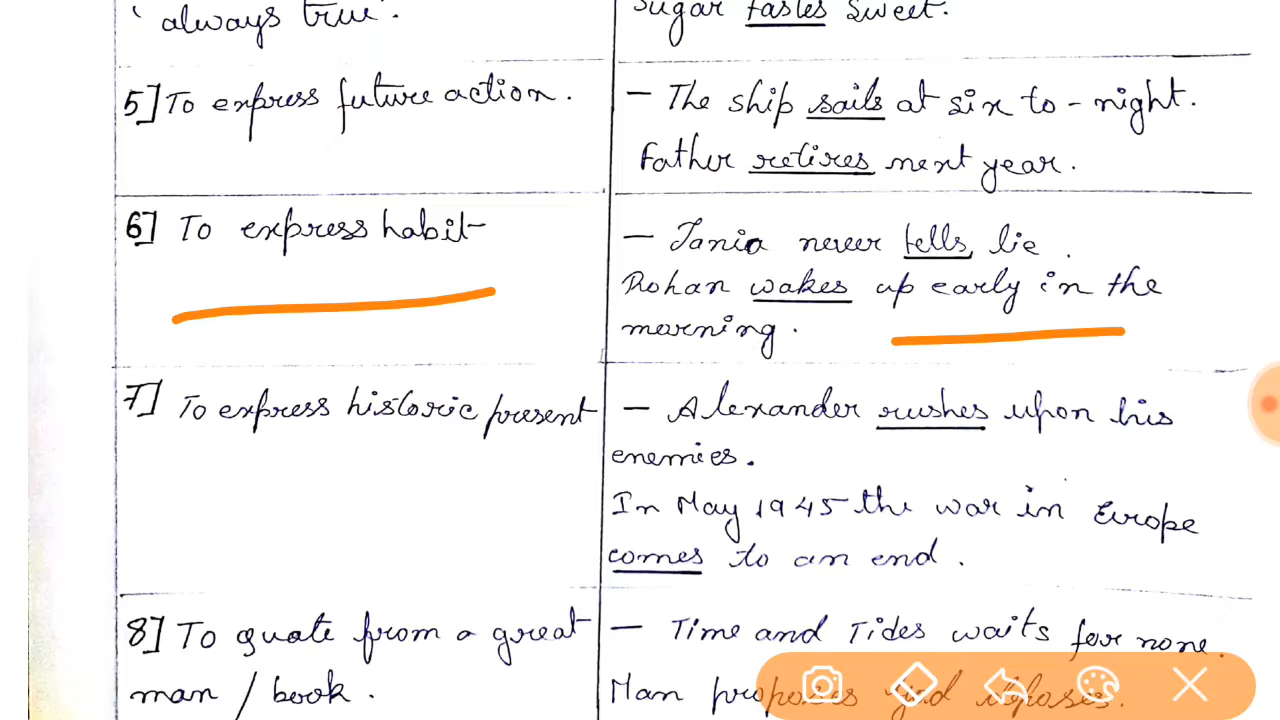 ' always true'.
Sugar tastes sweet.
5] To express future action.
- The ship sails at six to-night.
Father retires next year.
6] To express habit
- Tania never tells lie.
Rohan wakes up early in the
morning.
7] To express historic present
- Alexander rushes upon his
enemies.
In May 1945 the war in Europe
comes to an end.
8] To quote from a great
man / book.
- Time and Tides waits for none.
Man proposes God disposes.